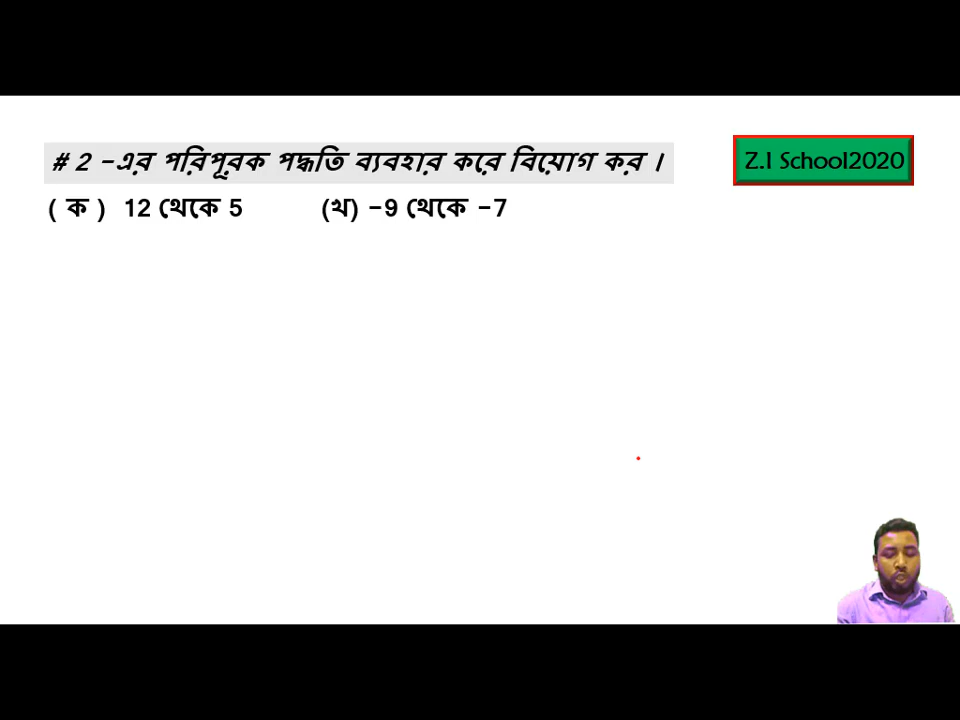 # 2 -এর পরিপূরক পদ্ধতি ব্যবহার করে বিয়োগ কর ।
Z.I School2020
( ক ) 12 থেকে 5 (খ) -9 থেকে -7